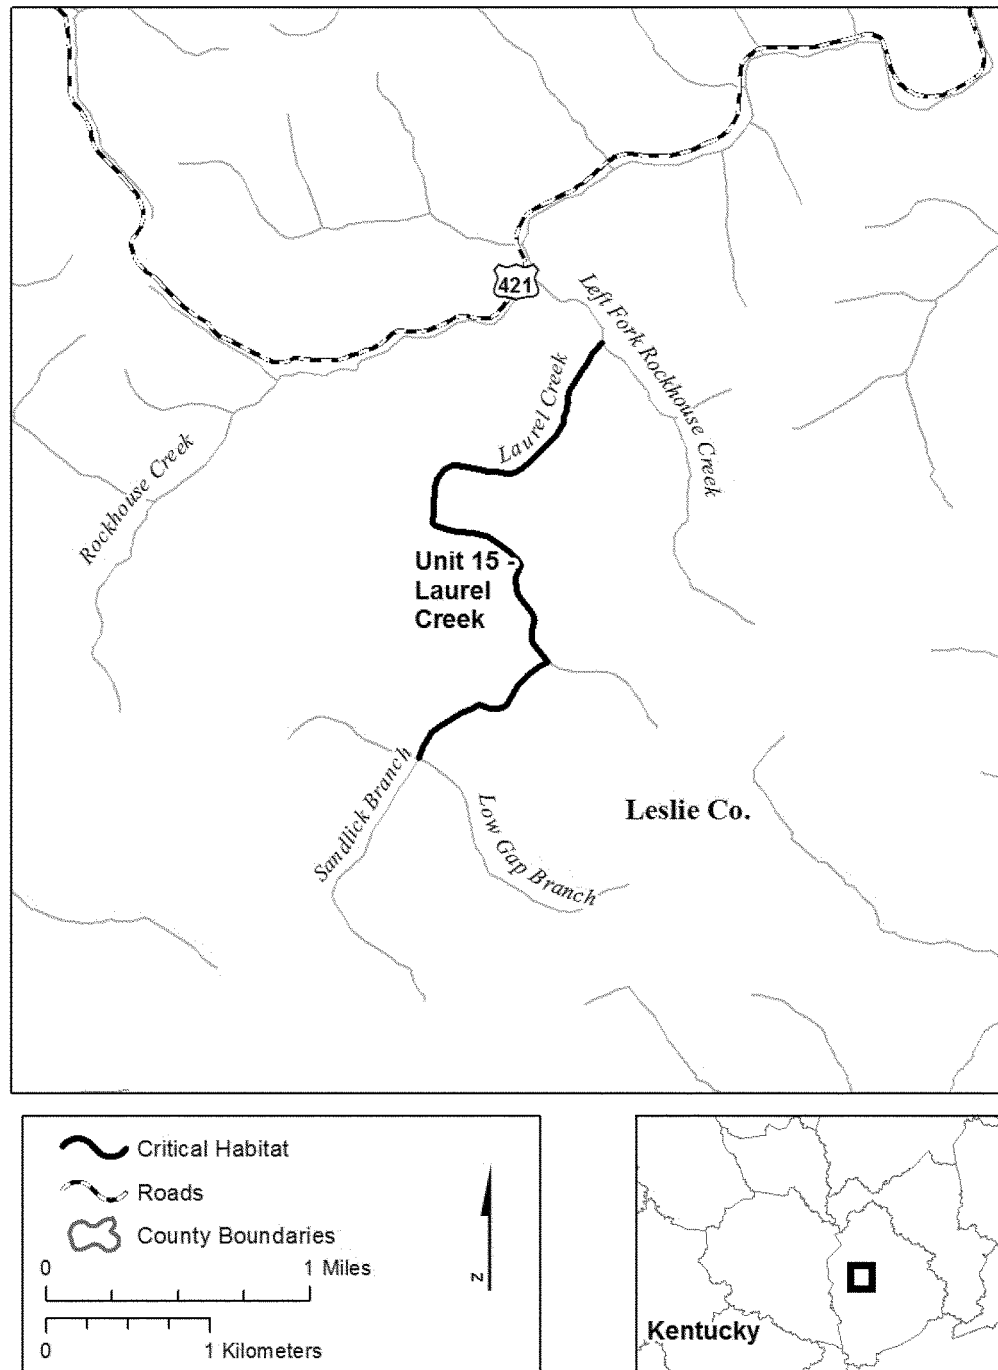 421
Left Fork Rockhouse Creek
Laurel Creek
Rockhouse Creek
Unit 15 -
Laurel
Creek
Sandlick Branch
Low Gap Branch
Leslie Co.
Critical Habitat
Roads
County Boundaries
0 1 Miles
0 1 Kilometers
N
Kentucky